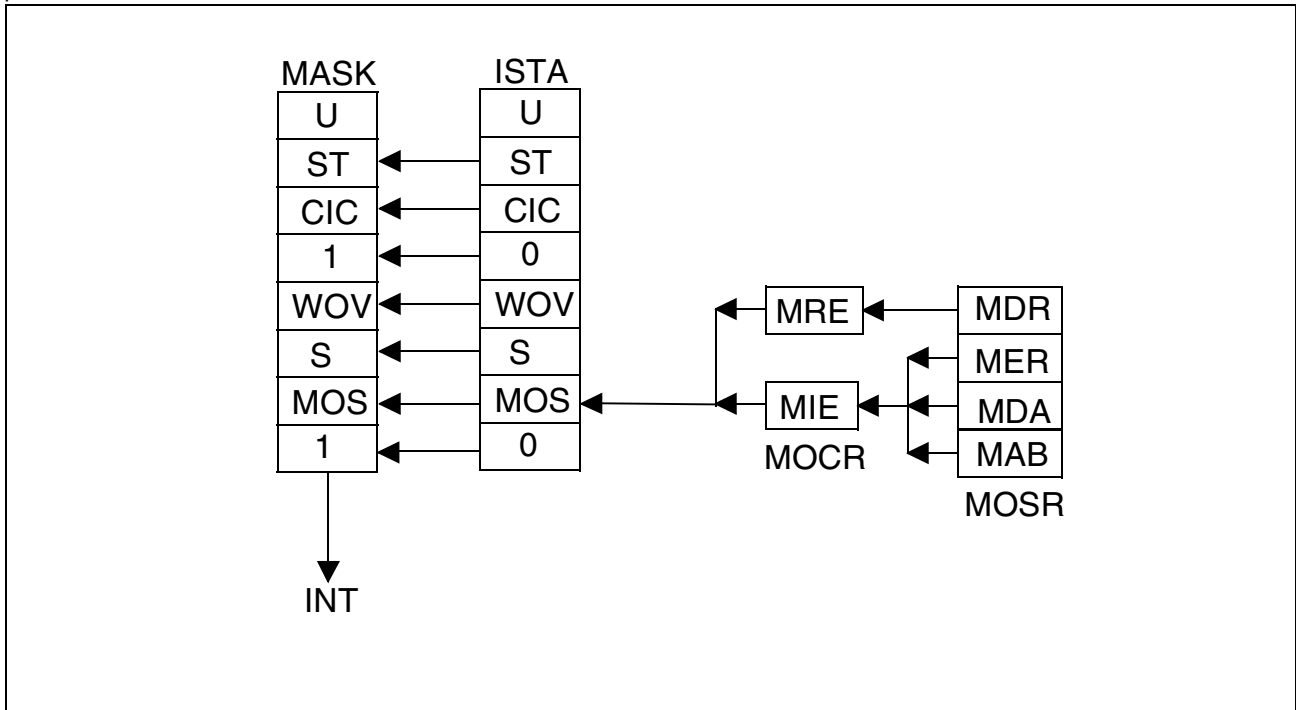 MASK
U
ST
CIC
1
WOV
S
MOS
1
INT
ISTA
U
ST
CIC
0
WOV
S
MOS
0
MRE
MIE
MOCR
MDR
MER
MDA
MAB
MOSR